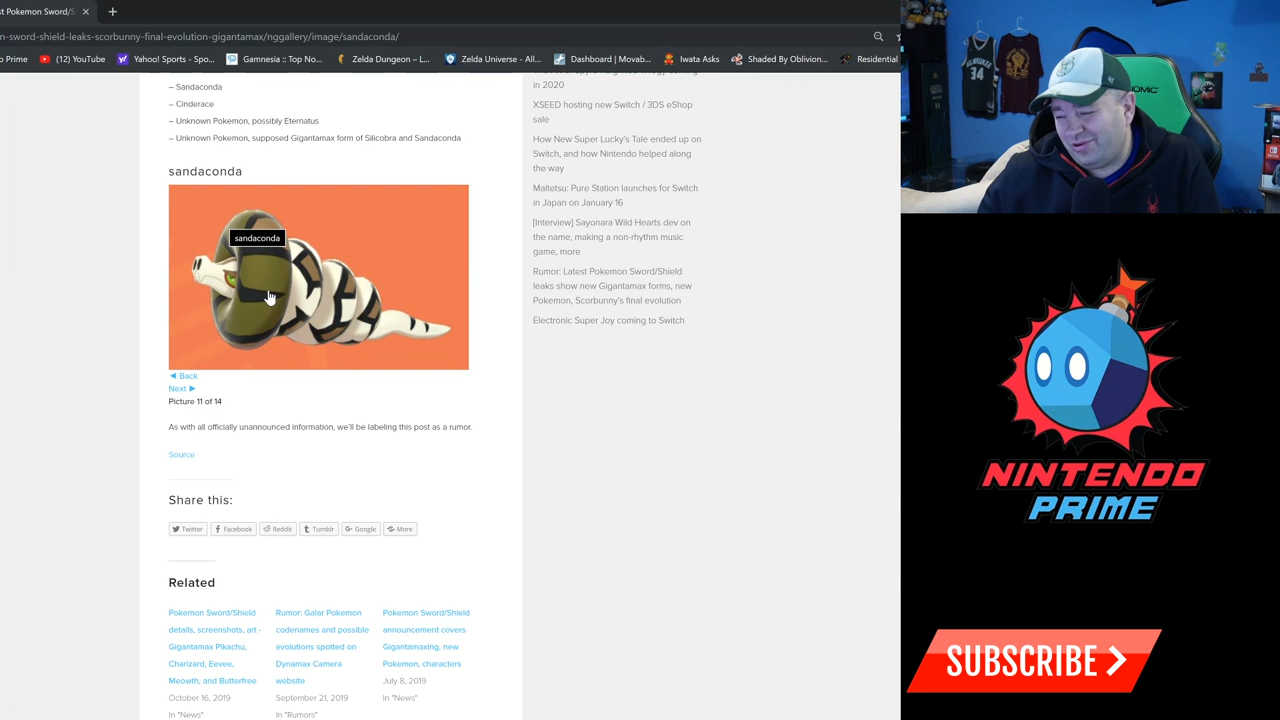 st Pokemon Sword/S
n-sword-shield-leaks-scorbunny-final-evolution-gigantamax/nggallery/image/sandaconda/
o Prime
(12) YouTube
Yahoo! Sports - Spo...
Gamnesia :: Top No...
Zelda Dungeon – L...
Zelda Universe - All...
Dashboard | Movab...
Iwata Asks
Shaded By Oblivion...
Residential
– Sandaconda
– Cinderace
– Unknown Pokemon, possibly Eternatus
– Unknown Pokemon, supposed Gigantamax form of Silicobra and Sandaconda
sandaconda
sandaconda
◄ Back
Next ►
Picture 11 of 14
As with all officially unannounced information, we'll be labeling this post as a rumor.
Source
Share this:
Twitter
Facebook
Reddit
Tumblr
Google
More
Related
Pokemon Sword/Shield
details, screenshots, art -
Gigantamax Pikachu,
Charizard, Eevee,
Meowth, and Butterfree
October 16, 2019
In "News"
Rumor: Galar Pokemon
codenames and possible
evolutions spotted on
Dynamax Camera
website
September 21, 2019
In "Rumors"
Pokemon Sword/Shield
announcement covers
Gigantamaxing, new
Pokemon, characters
July 8, 2019
In "News"
in 2020
XSEED hosting new Switch / 3DS eShop
sale
How New Super Lucky's Tale ended up on
Switch, and how Nintendo helped along
the way
Maitetsu: Pure Station launches for Switch
in Japan on January 16
[Interview] Sayonara Wild Hearts dev on
the name, making a non-rhythm music
game, more
Rumor: Latest Pokemon Sword/Shield
leaks show new Gigantamax forms, new
Pokemon, Scorbunny's final evolution
Electronic Super Joy coming to Switch
34
NINTENDO
PRIME
SUBSCRIBE